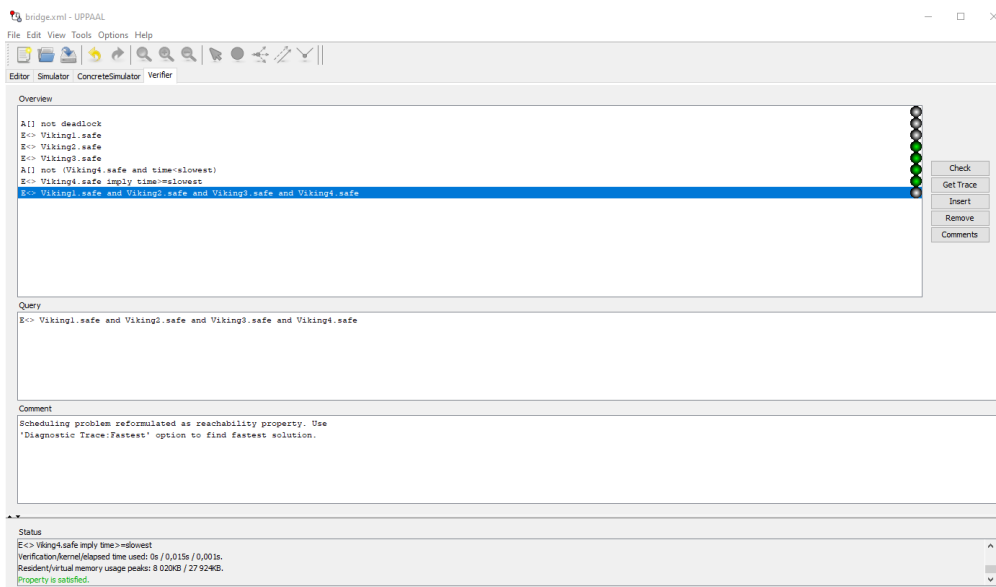 bridge.xml - UPPAAL
File Edit View Tools Options Help
Editor Simulator ConcreteSimulator Verifier
Overview
A[] not deadlock
E<> Viking1.safe
E<> Viking2.safe
E<> Viking3.safe
A[] not (Viking4.safe and time<slowest)
E<> Viking4.safe imply time>=slowest
E<> Viking1.safe and Viking2.safe and Viking3.safe and Viking4.safe
Check
Get Trace
Insert
Remove
Comments
Query
E<> Viking1.safe and Viking2.safe and Viking3.safe and Viking4.safe
Comment
Scheduling problem reformulated as reachability property. Use
'Diagnostic Trace:Fastest' option to find fastest solution.
Status
E<> Viking4.safe imply time>=slowest
Verification/kernel/elapsed time used: 0s / 0,015s / 0,001s.
Resident/virtual memory usage peaks: 8 020KB / 27 924KB.
Property is satisfied.